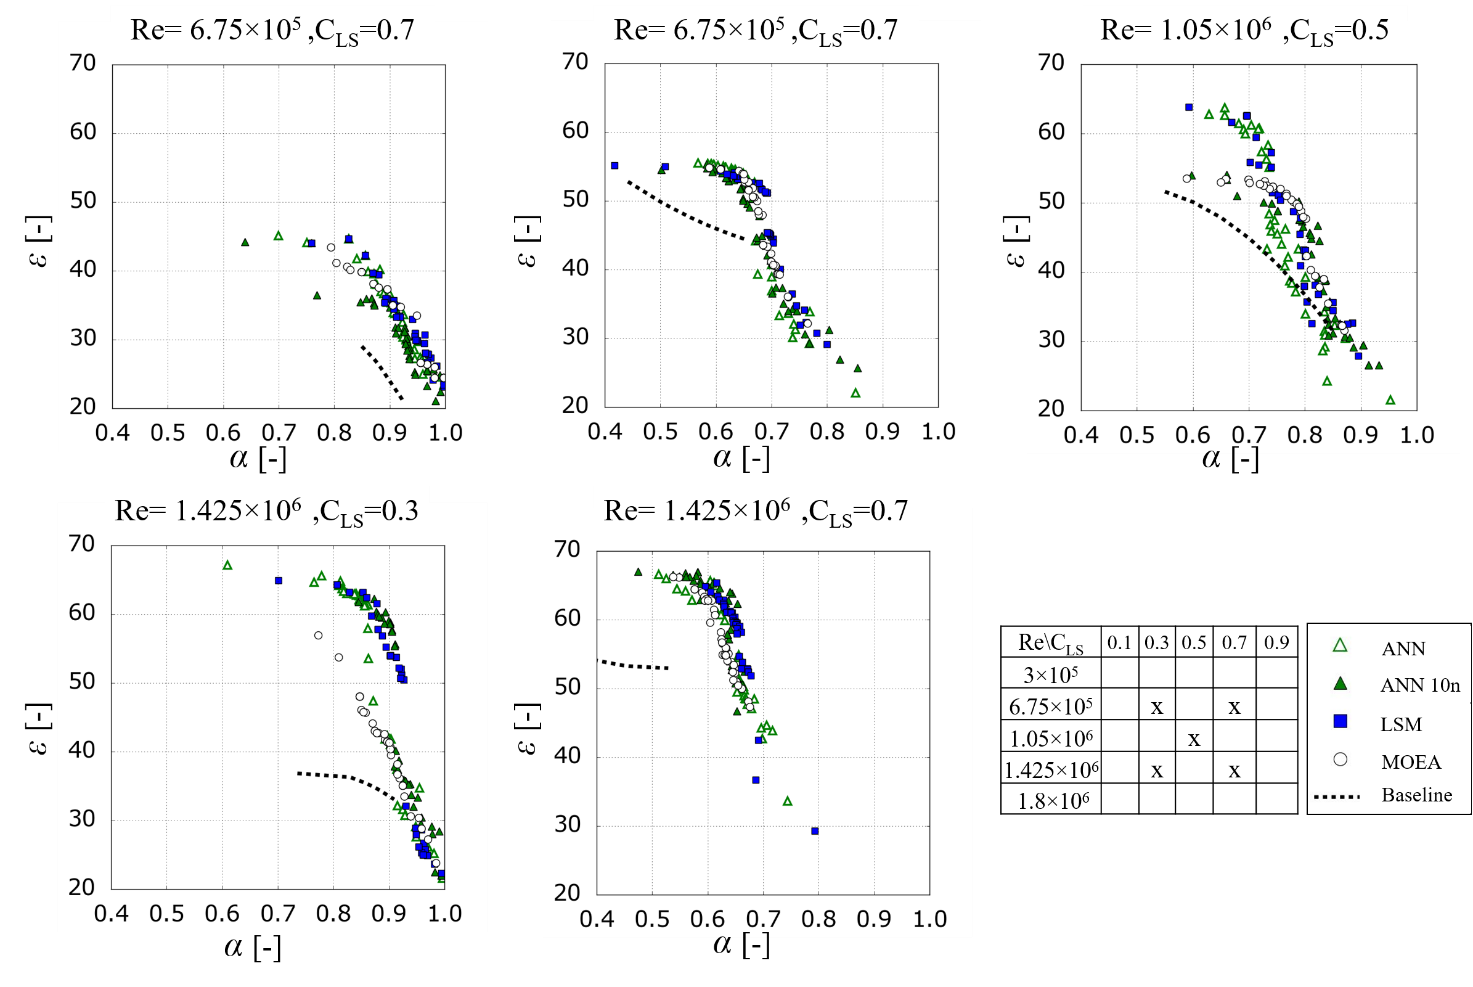 Re= 6.75×10⁵ ,C_LS=0.7
70
60
50
40
30
20
ε [-]
0.4 0.5 0.6 0.7 0.8 0.9 1.0
α [-]
Re= 6.75×10⁵ ,C_LS=0.7
70
60
50
40
30
20
ε [-]
0.4 0.5 0.6 0.7 0.8 0.9 1.0
α [-]
Re= 1.05×10⁶ ,C_LS=0.5
70
60
50
40
30
20
ε [-]
0.4 0.5 0.6 0.7 0.8 0.9 1.0
α [-]
Re= 1.425×10⁶ ,C_LS=0.3
70
60
50
40
30
20
ε [-]
0.4 0.5 0.6 0.7 0.8 0.9 1.0
α [-]
Re= 1.425×10⁶ ,C_LS=0.7
70
60
50
40
30
20
ε [-]
0.4 0.5 0.6 0.7 0.8 0.9 1.0
α [-]
Re\C_LS 0.1 0.3 0.5 0.7 0.9
3×10⁵
6.75×10⁵ x x
1.05×10⁶ x
1.425×10⁶ x x
1.8×10⁶
ANN
ANN 10n
LSM
MOEA
Baseline